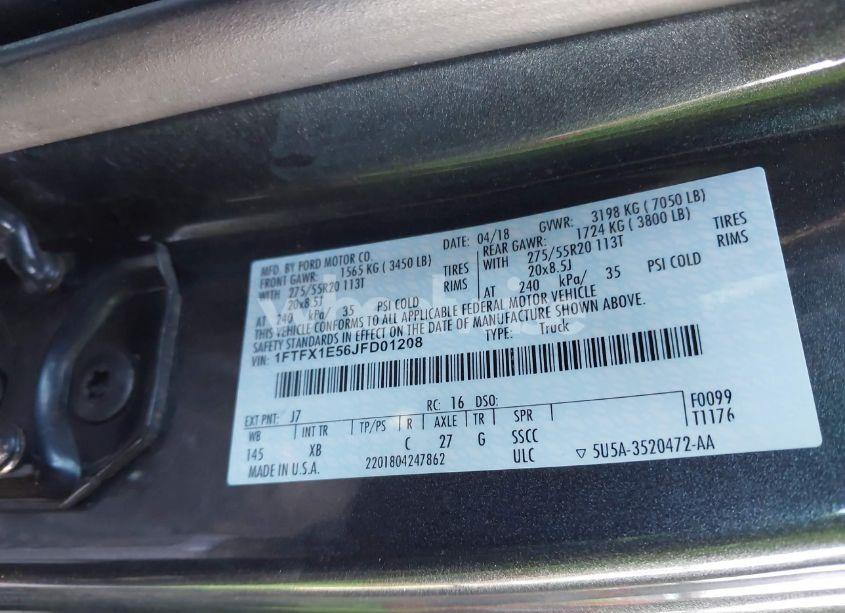 MFD. BY FORD MOTOR CO. DATE: 04/18 GVWR: 3198 KG ( 7050 LB)
FRONT GAWR: 1565 KG ( 3450 LB) REAR GAWR: 1724 KG ( 3800 LB)
WITH 275/55R20 113T TIRES WITH 275/55R20 113T TIRES
20x8.5J RIMS 20x8.5J RIMS
AT 240 kPa/ 35 PSI COLD AT 240 kPa/ 35 PSI COLD
THIS VEHICLE CONFORMS TO ALL APPLICABLE FEDERAL MOTOR VEHICLE
SAFETY STANDARDS IN EFFECT ON THE DATE OF MANUFACTURE SHOWN ABOVE.
VIN: 1FTFX1E56JFD01208 TYPE: Truck
EXT PNT: J7 RC: 16 DSO: F0099
WB INT TR TP/PS R AXLE TR SPR T1176
145 XB C 27 G SSCC
MADE IN U.S.A. 2201804247862 ULC ▽ 5U5A-3520472-AA